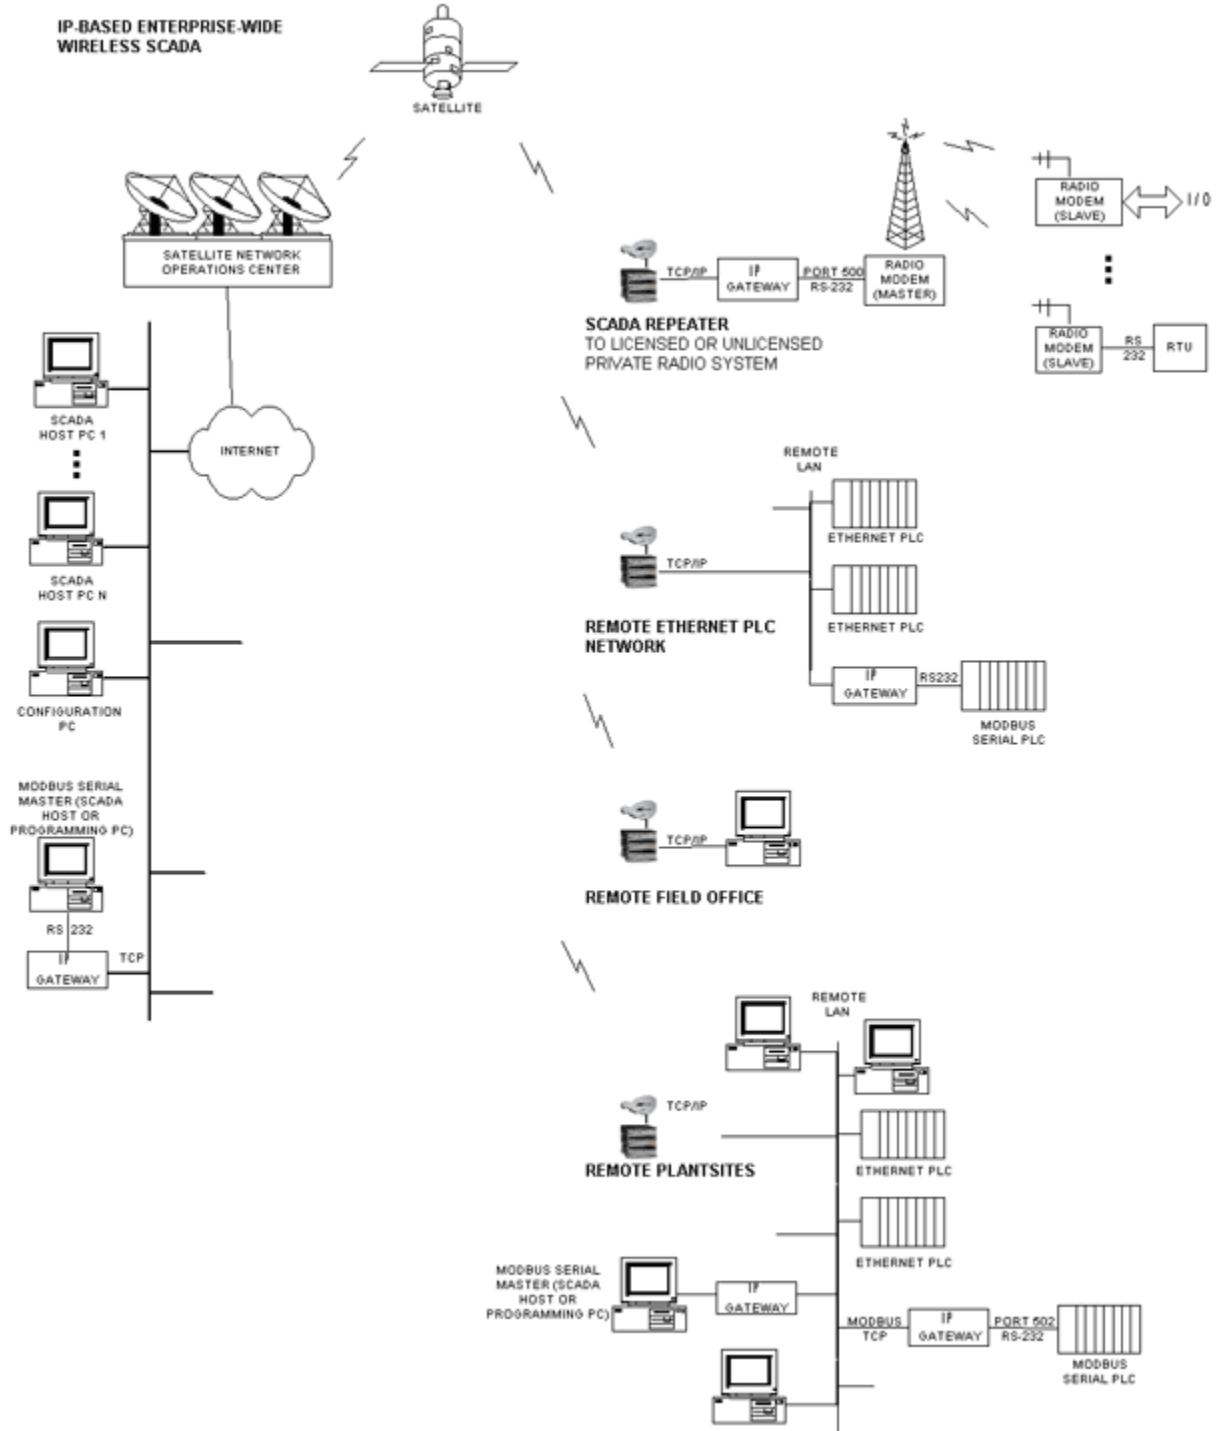 IP-BASED ENTERPRISE-WIDE
WIRELESS SCADA
SATELLITE
SATELLITE NETWORK
OPERATIONS CENTER
SCADA
HOST PC 1
INTERNET
SCADA
HOST PC N
CONFIGURATION
PC
MODBUS SERIAL
MASTER (SCADA
HOST OR
PROGRAMMING PC)
RS 232
IP
GATEWAY
TCP
TCP/IP
IP
GATEWAY
PORT 500
RS-232
RADIO
MODEM
(MASTER)
RADIO
MODEM
(SLAVE)
I/O
RADIO
MODEM
(SLAVE)
RS
232
RTU
SCADA REPEATER
TO LICENSED OR UNLICENSED
PRIVATE RADIO SYSTEM
REMOTE
LAN
ETHERNET PLC
TCP/IP
ETHERNET PLC
REMOTE ETHERNET PLC
NETWORK
IP
GATEWAY
RS232
MODBUS
SERIAL PLC
TCP/IP
REMOTE FIELD OFFICE
REMOTE
LAN
TCP/IP
REMOTE PLANTSITES
ETHERNET PLC
ETHERNET PLC
MODBUS SERIAL
MASTER (SCADA
HOST OR
PROGRAMMING PC)
IP
GATEWAY
MODBUS
TCP
IP
GATEWAY
PORT 502
RS-232
MODBUS
SERIAL PLC